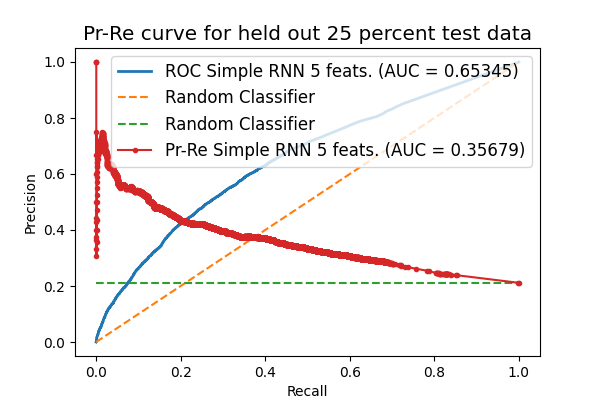 Pr-Re curve for held out 25 percent test data
ROC Simple RNN 5 feats. (AUC = 0.65345)
Random Classifier
Random Classifier
Pr-Re Simple RNN 5 feats. (AUC = 0.35679)
Precision
1.0
0.8
0.6
0.4
0.2
0.0
0.0 0.2 0.4 0.6 0.8 1.0
Recall